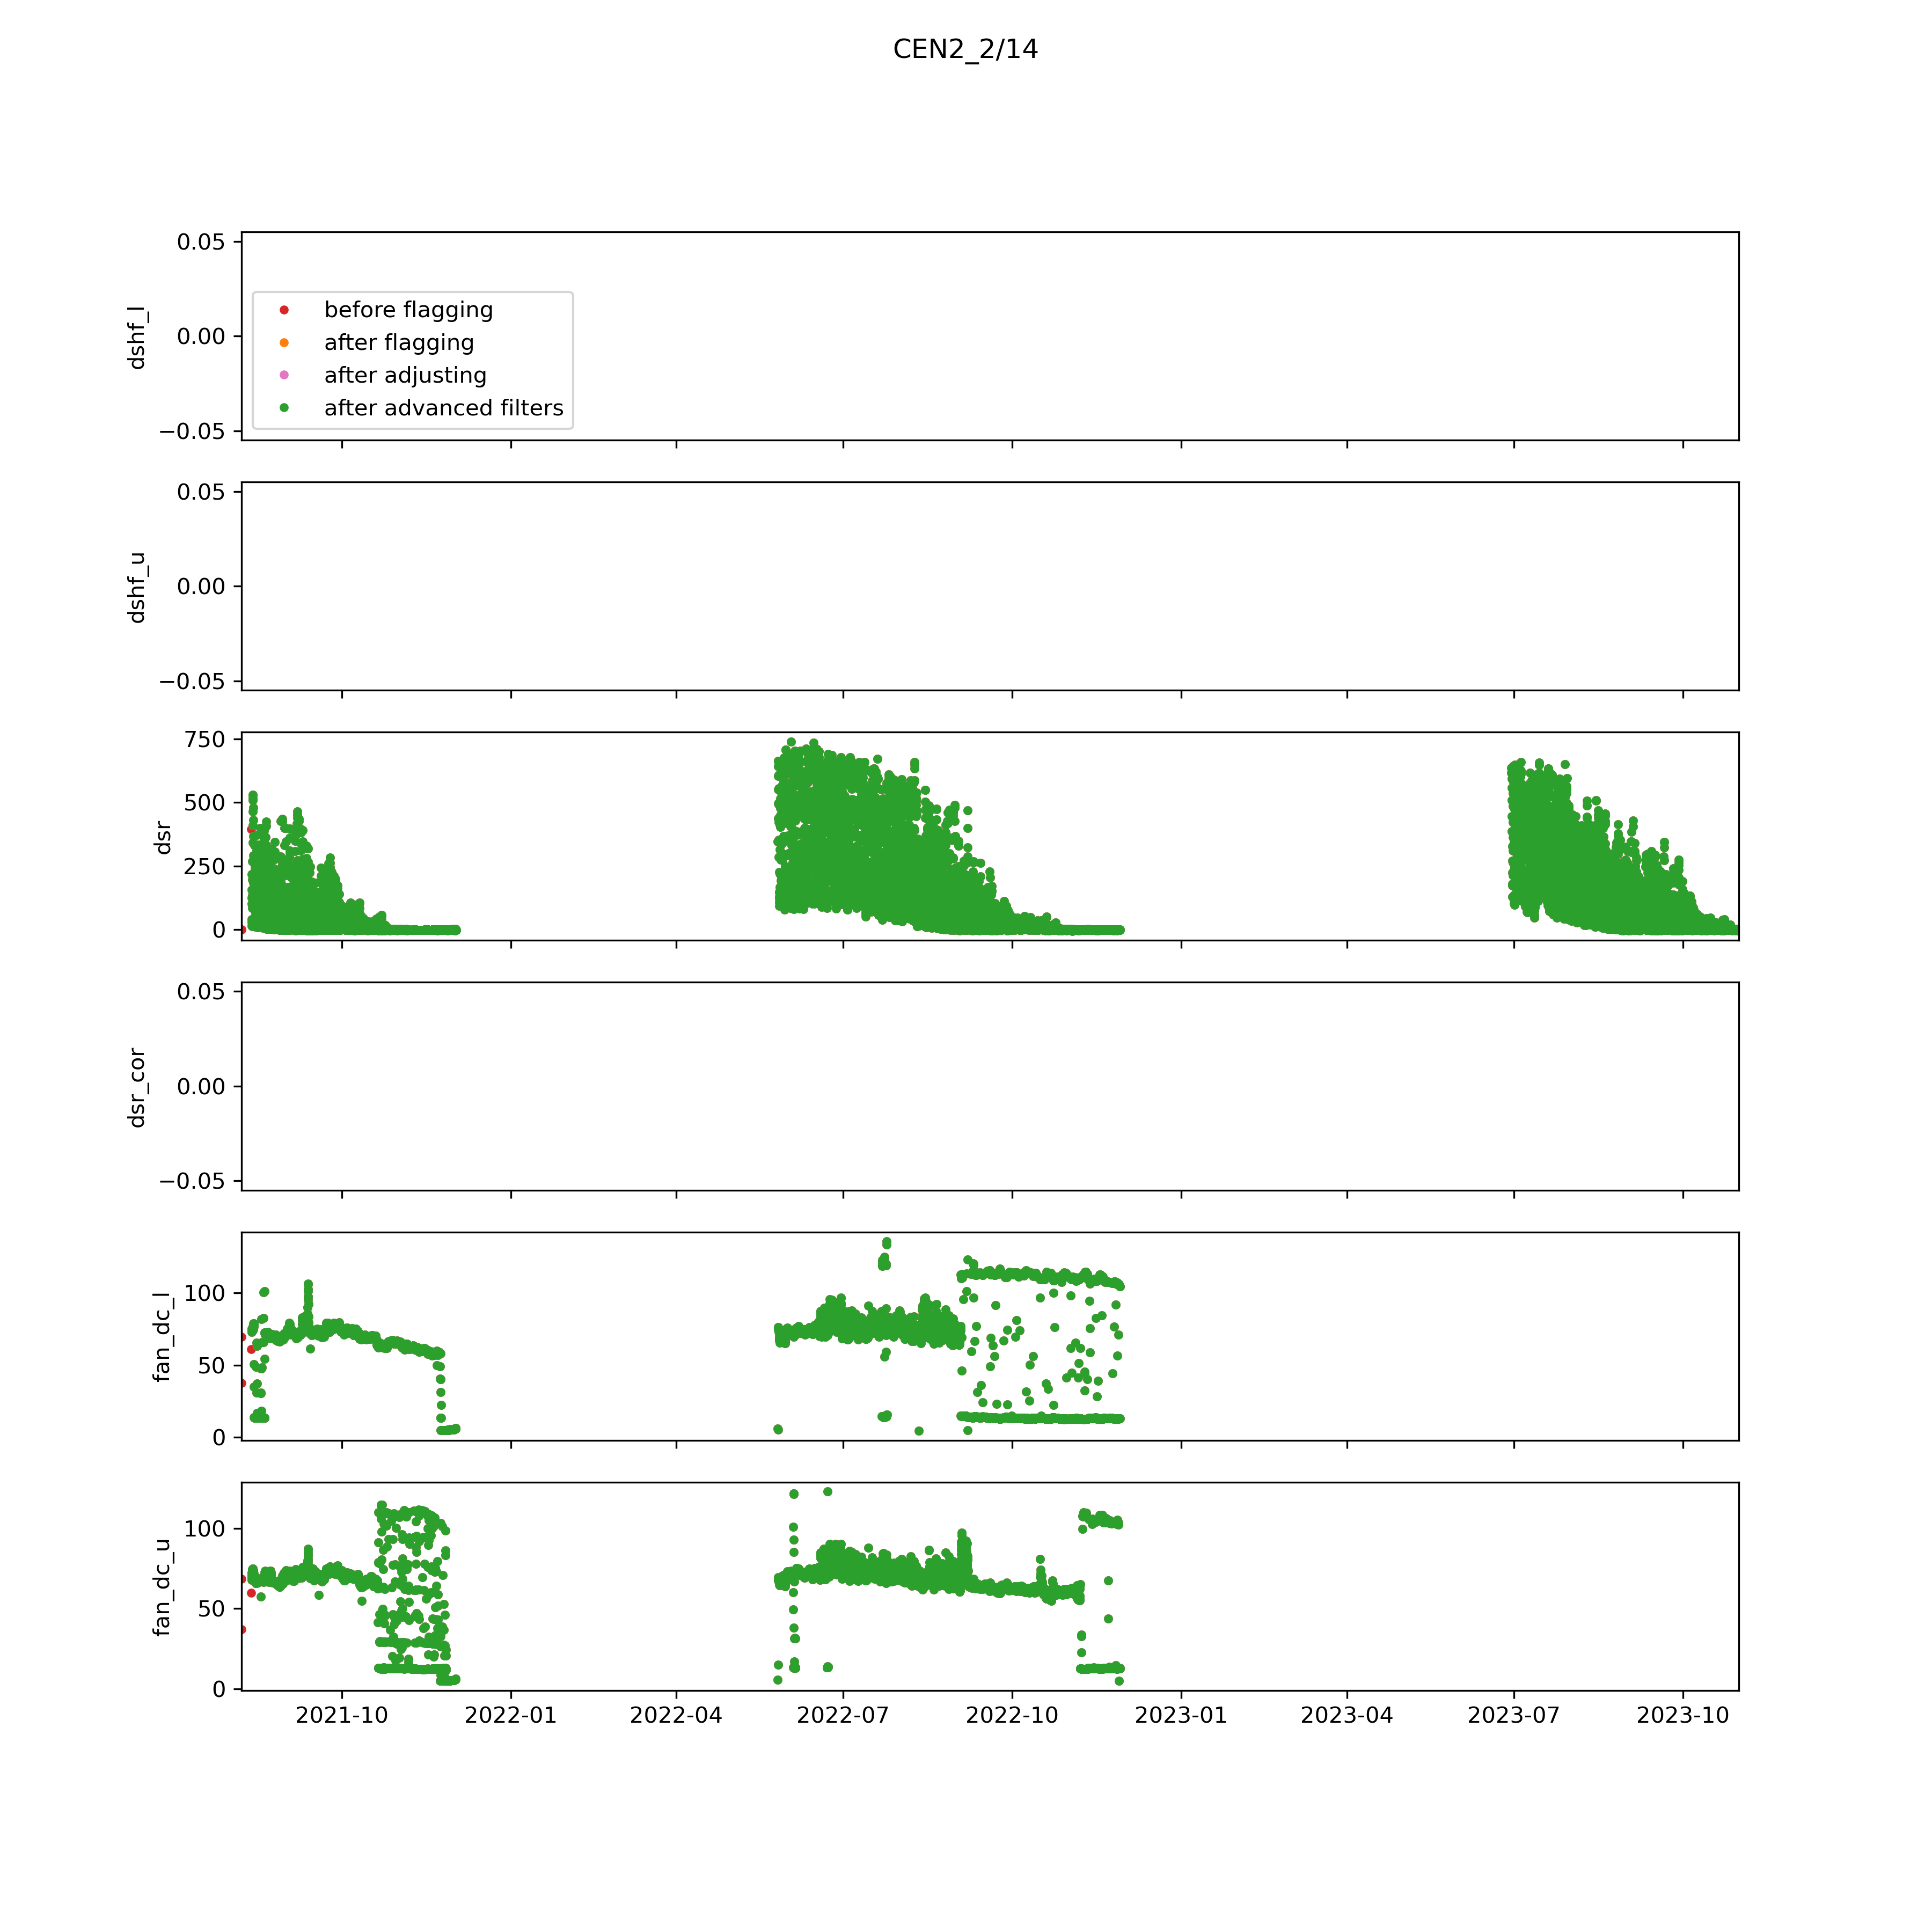 CEN2_2/14
0.05
0.00
−0.05
dshf_l
before flagging
after flagging
after adjusting
after advanced filters
0.05
0.00
−0.05
dshf_u
750
500
250
0
dsr
0.05
0.00
−0.05
dsr_cor
100
50
0
fan_dc_l
100
50
0
fan_dc_u
2021-10 2022-01 2022-04 2022-07 2022-10 2023-01 2023-04 2023-07 2023-10